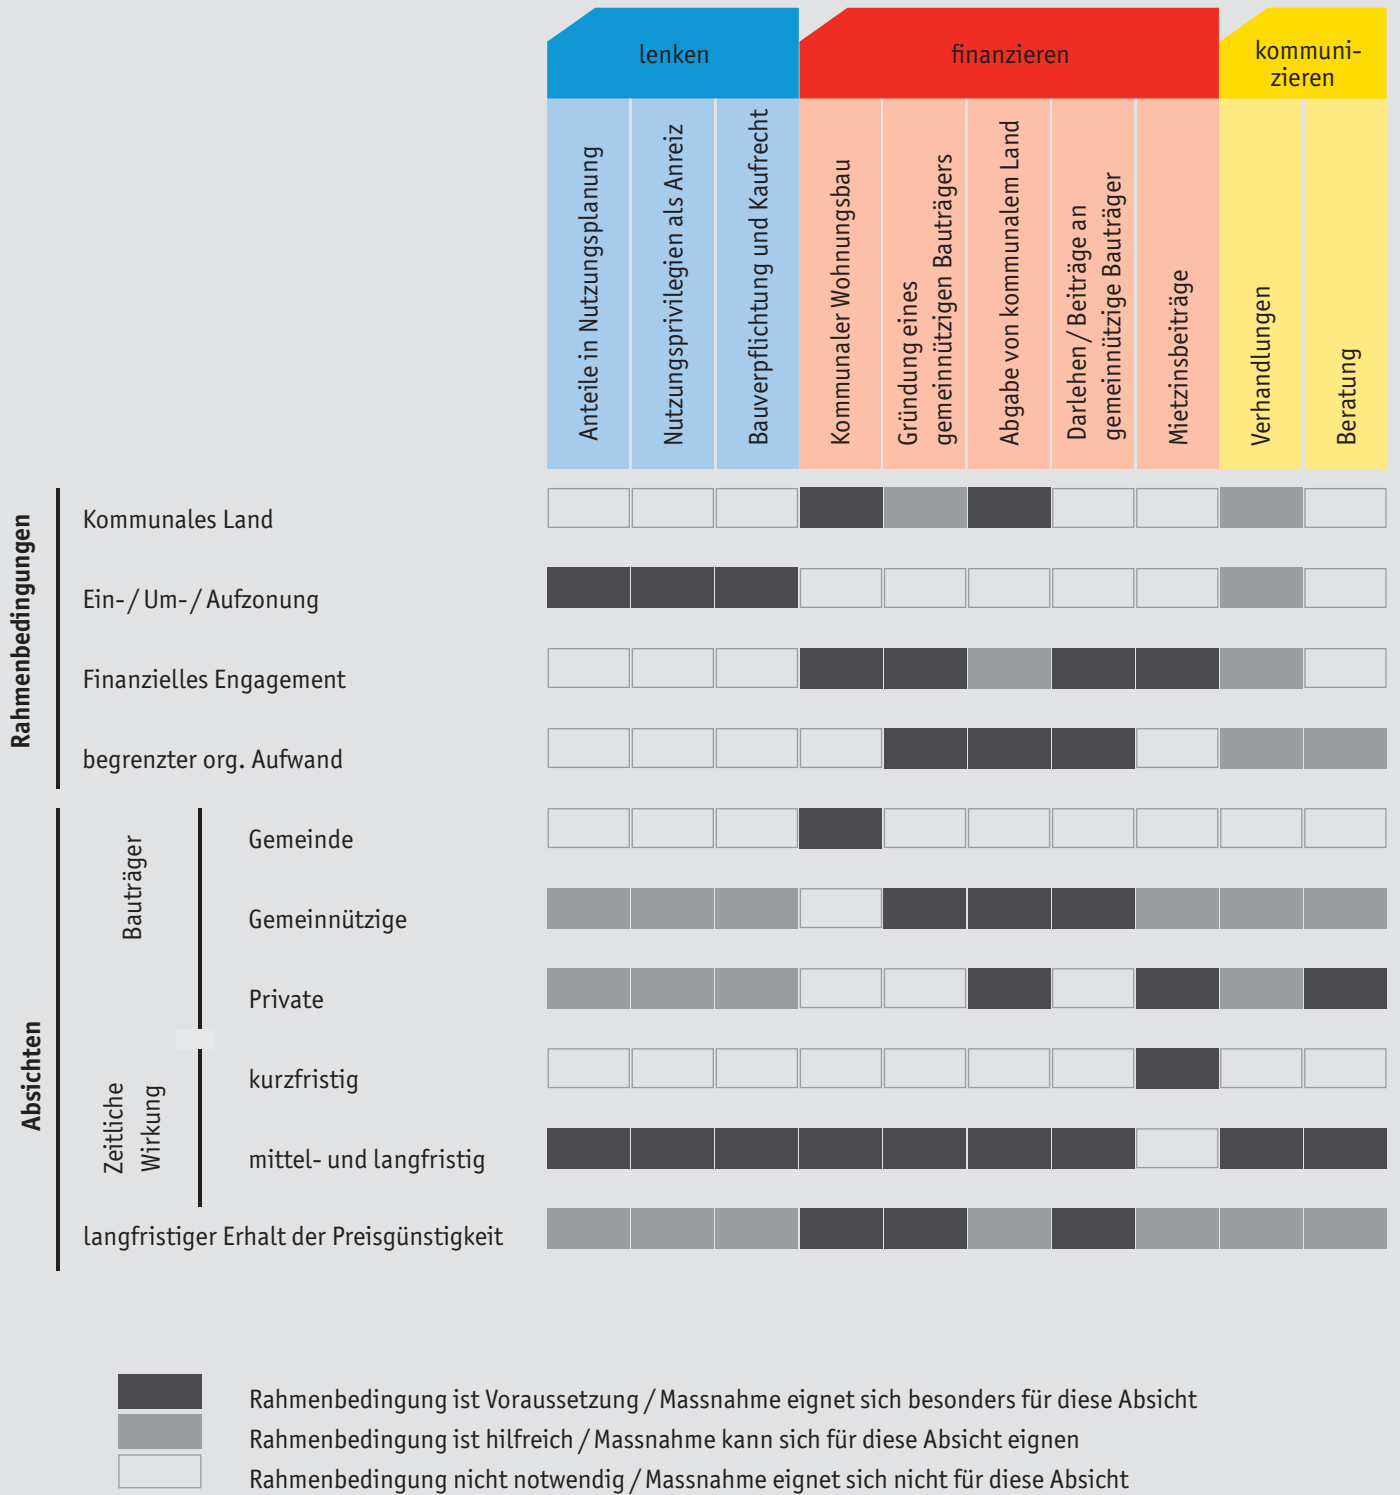 lenken
finanzieren
kommuni-
zieren
Anteile in Nutzungsplanung
Nutzungsprivilegien als Anreiz
Bauverpflichtung und Kaufrecht
Kommunaler Wohnungsbau
Gründung eines
gemeinnützigen Bauträgers
Abgabe von kommunalem Land
Darlehen / Beiträge an
gemeinnützige Bauträger
Mietzinsbeiträge
Verhandlungen
Beratung
Rahmenbedingungen
Kommunales Land
Ein- / Um- / Aufzonung
Finanzielles Engagement
begrenzter org. Aufwand
Absichten
Bauträger
Gemeinde
Gemeinnützige
Private
Zeitliche
Wirkung
kurzfristig
mittel- und langfristig
langfristiger Erhalt der Preisgünstigkeit
Rahmenbedingung ist Voraussetzung / Massnahme eignet sich besonders für diese Absicht
Rahmenbedingung ist hilfreich / Massnahme kann sich für diese Absicht eignen
Rahmenbedingung nicht notwendig / Massnahme eignet sich nicht für diese Absicht